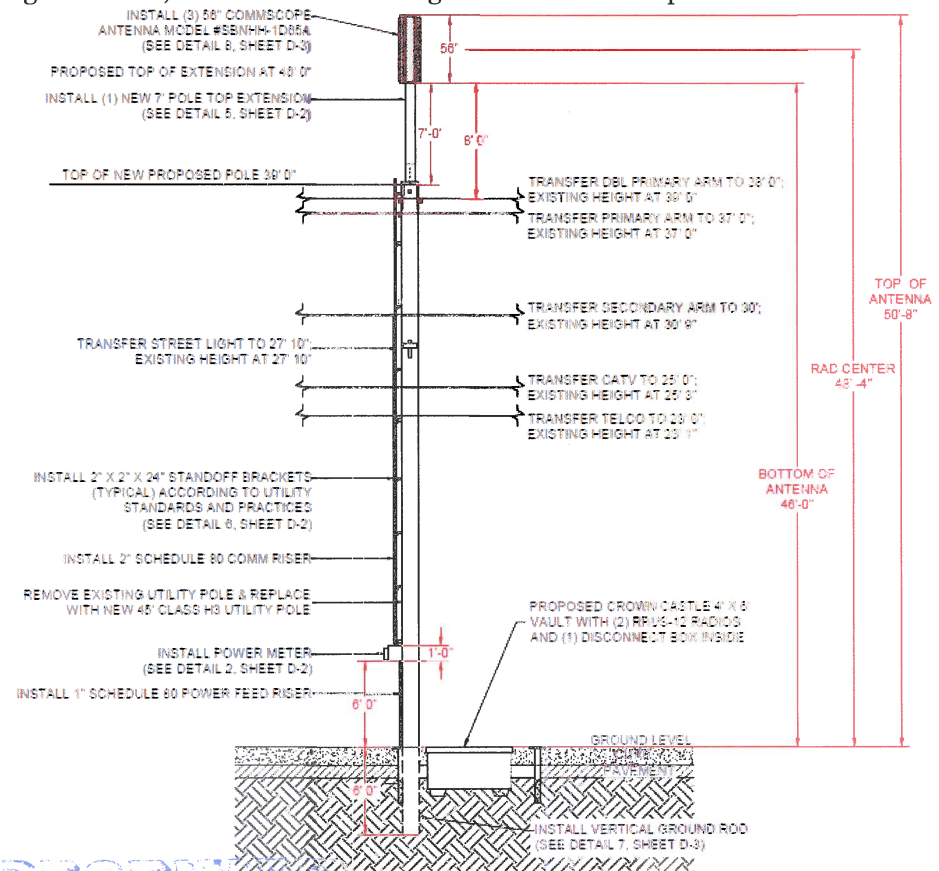 INSTALL (3) 56" COMMSCOPE
ANTENNA MODEL #SBNHH-1D65A
(SEE DETAIL 8, SHEET D-3)
PROPOSED TOP OF EXTENSION AT 46' 0"
INSTALL (1) NEW 7' POLE TOP EXTENSION
(SEE DETAIL 5, SHEET D-2)
TOP OF NEW PROPOSED POLE 39' 0"
TRANSFER STREET LIGHT TO 27' 10";
EXISTING HEIGHT AT 27' 10"
INSTALL 2" X 2" X 24" STANDOFF BRACKETS
(TYPICAL) ACCORDING TO UTILITY
STANDARDS AND PRACTICES
(SEE DETAIL 6, SHEET D-2)
INSTALL 2" SCHEDULE 80 COMM RISER
REMOVE EXISTING UTILITY POLE & REPLACE
WITH NEW 45' CLASS H3 UTILITY POLE
INSTALL POWER METER
(SEE DETAIL 2, SHEET D-2)
INSTALL 1" SCHEDULE 80 POWER FEED RISER
56"
7'-0"
8' 0"
TRANSFER DBL PRIMARY ARM TO 38' 0";
EXISTING HEIGHT AT 39' 5"
TRANSFER PRIMARY ARM TO 37' 0";
EXISTING HEIGHT AT 37' 0"
TRANSFER SECONDARY ARM TO 30';
EXISTING HEIGHT AT 30' 9"
TRANSFER CATV TO 25' 0";
EXISTING HEIGHT AT 25' 3"
TRANSFER TELCO TO 23' 0";
EXISTING HEIGHT AT 23' 1"
TOP OF
ANTENNA
50'-8"
RAD CENTER
48' -4"
BOTTOM OF
ANTENNA
46'-0"
PROPOSED CROWN CASTLE 4' X 6'
VAULT WITH (2) RRUS-12 RADIOS
AND (1) DISCONNECT BOX INSIDE
1'-0"
6' 0"
6' 0"
GROUND LEVEL
PAVEMENT
INSTALL VERTICAL GROUND ROD
(SEE DETAIL 7, SHEET D-3)